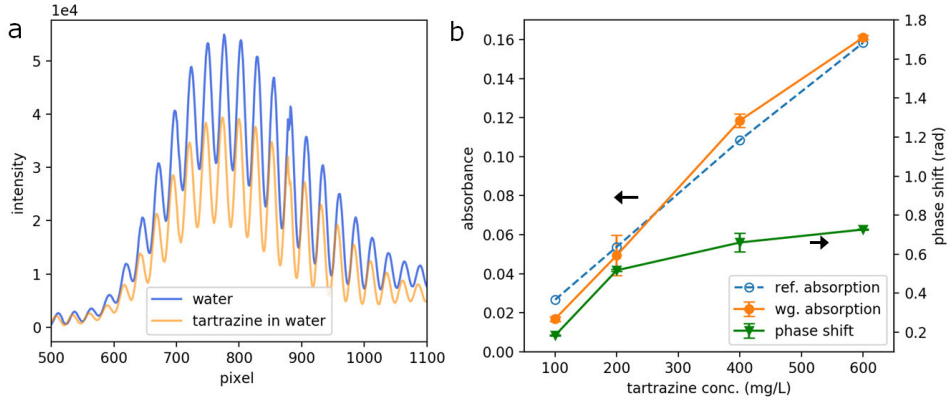 a
1e4
5
4
3
2
1
0
intensity
500 600 700 800 900 1000 1100
pixel
water
tartrazine in water
b
0.16
0.14
0.12
0.10
0.08
0.06
0.04
0.02
0.00
absorbance
100 200 300 400 500 600
tartrazine conc. (mg/L)
1.8
1.6
1.4
1.2
1.0
0.8
0.6
0.4
0.2
phase shift (rad)
ref. absorption
wg. absorption
phase shift